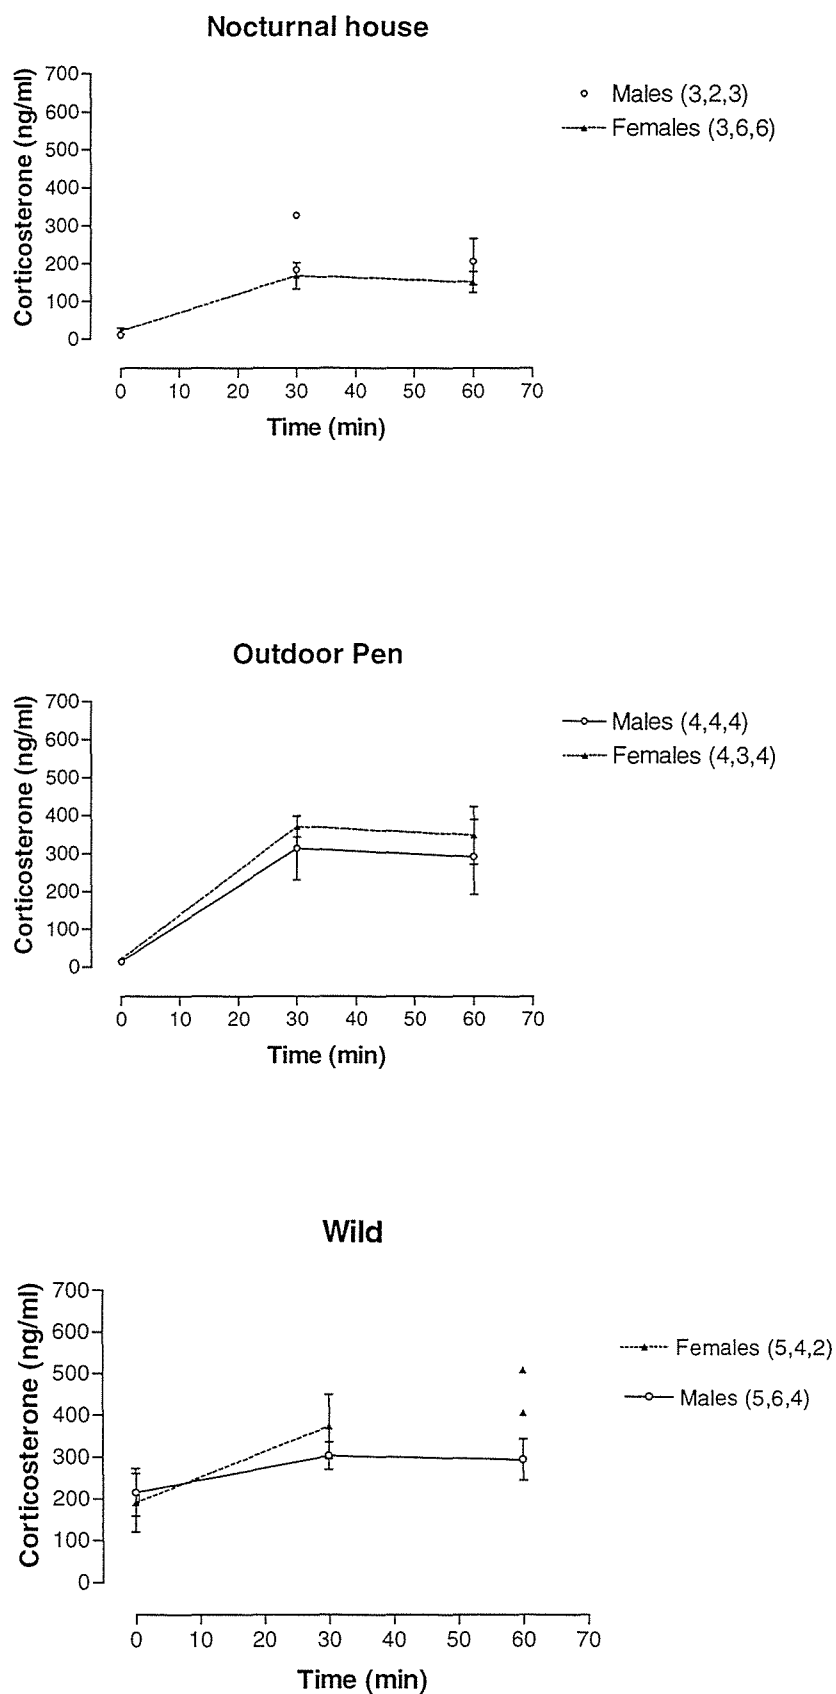 Nocturnal house
Corticosterone (ng/ml)
700
600
500
400
300
200
100
0
0 10 20 30 40 50 60 70
Time (min)
Males (3,2,3)
Females (3,6,6)
Outdoor Pen
Corticosterone (ng/ml)
700
600
500
400
300
200
100
0
0 10 20 30 40 50 60 70
Time (min)
Males (4,4,4)
Females (4,3,4)
Wild
Corticosterone (ng/ml)
700
600
500
400
300
200
100
0
0 10 20 30 40 50 60 70
Time (min)
Females (5,4,2)
Males (5,6,4)